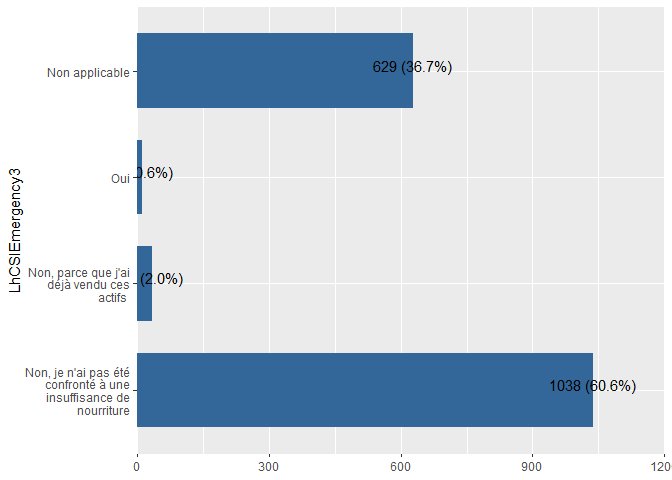 LhCSIEmergency3
Non applicable
629 (36.7%)
Oui
0.6%)
Non, parce que j'ai
déjà vendu ces
actifs
(2.0%)
Non, je n'ai pas été
confronté à une
insuffisance de
nourriture
1038 (60.6%)
0 300 600 900 120